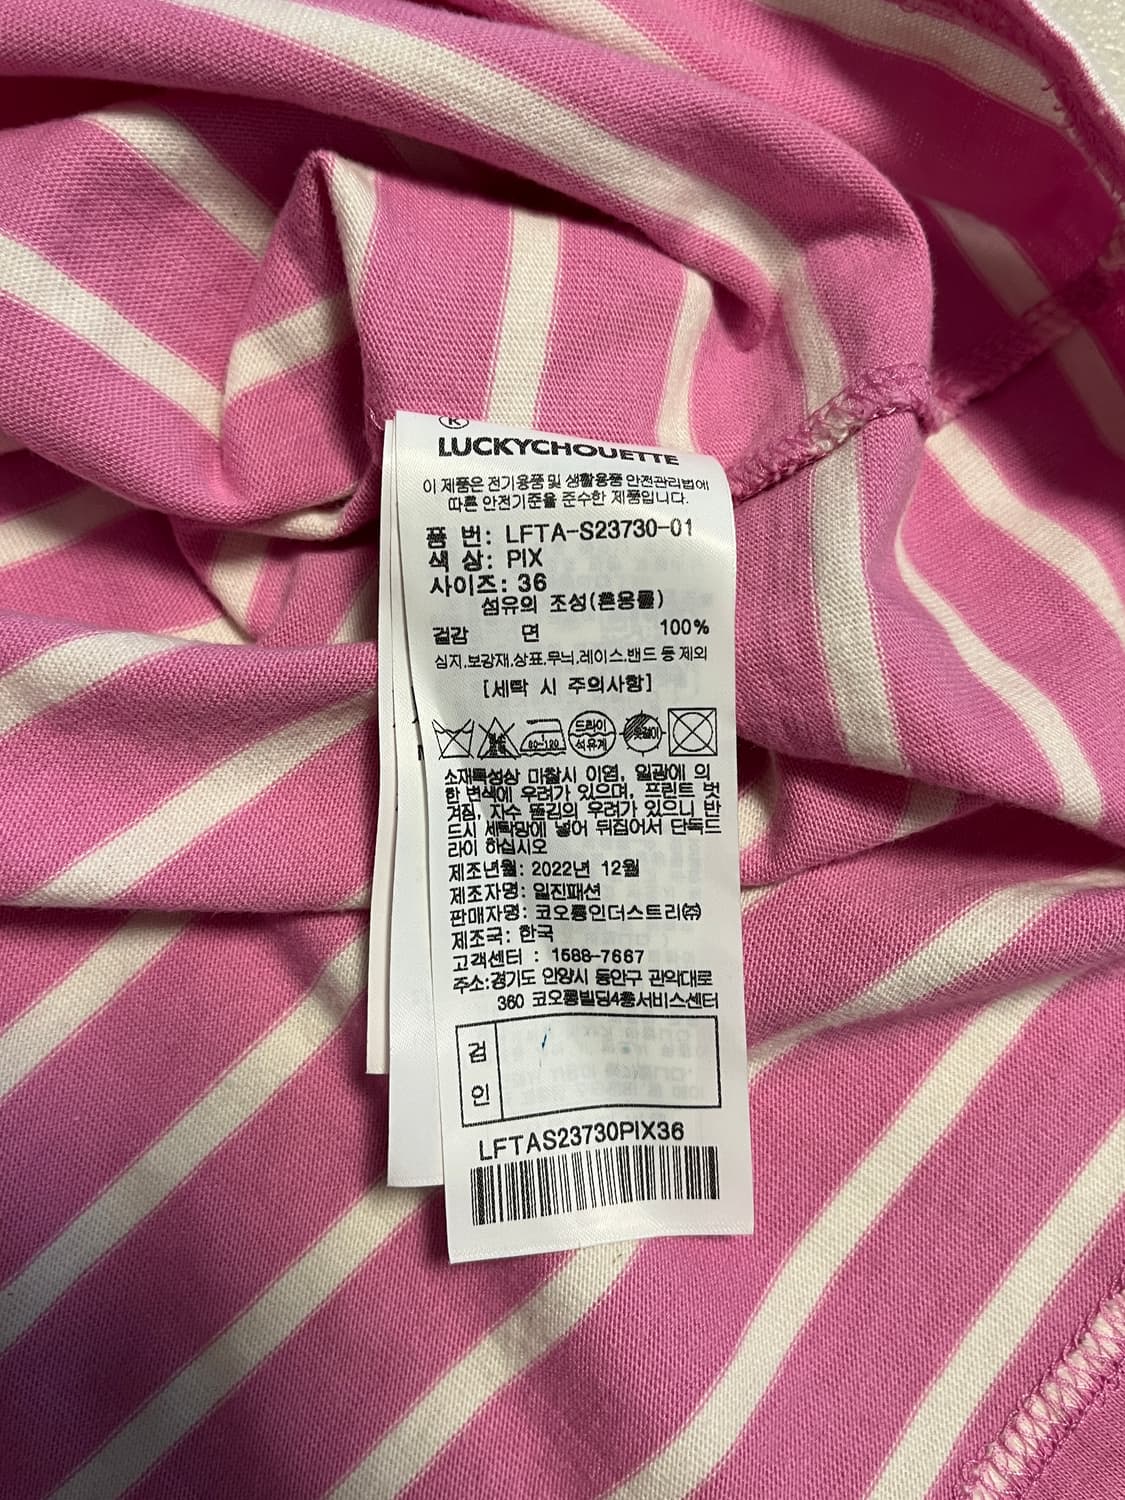 K
LUCKYCHOUETTE
이 제품은 전기용품 및 생활용품 안전관리법에
따른 안전기준을 준수한 제품입니다.
품 번: LFTA-S23730-01
색 상: PIX
사이즈: 36
섬유의 조성(혼용률)
겉감 면 100%
심지,보강재,상표,무늬,레이스,밴드 등 제외
[세탁 시 주의사항]
80~120 드라이 옷걸이
석유계
소재특성상 마찰시 이염, 일광에 의
한 변색에 우려가 있으며, 프린트 벗
겨짐, 자수 뜯김의 우려가 있으니 반
드시 세탁망에 넣어 뒤집어서 단독드
라이 하십시오
제조년월: 2022년 12월
제조자명: 일진패션
판매자명: 코오롱인더스트리㈜
제조국: 한국
고객센터 : 1588-7667
주소:경기도 안양시 동안구 관악대로
360 코오롱빌딩4층서비스센터
검
인
LFTAS23730PIX36